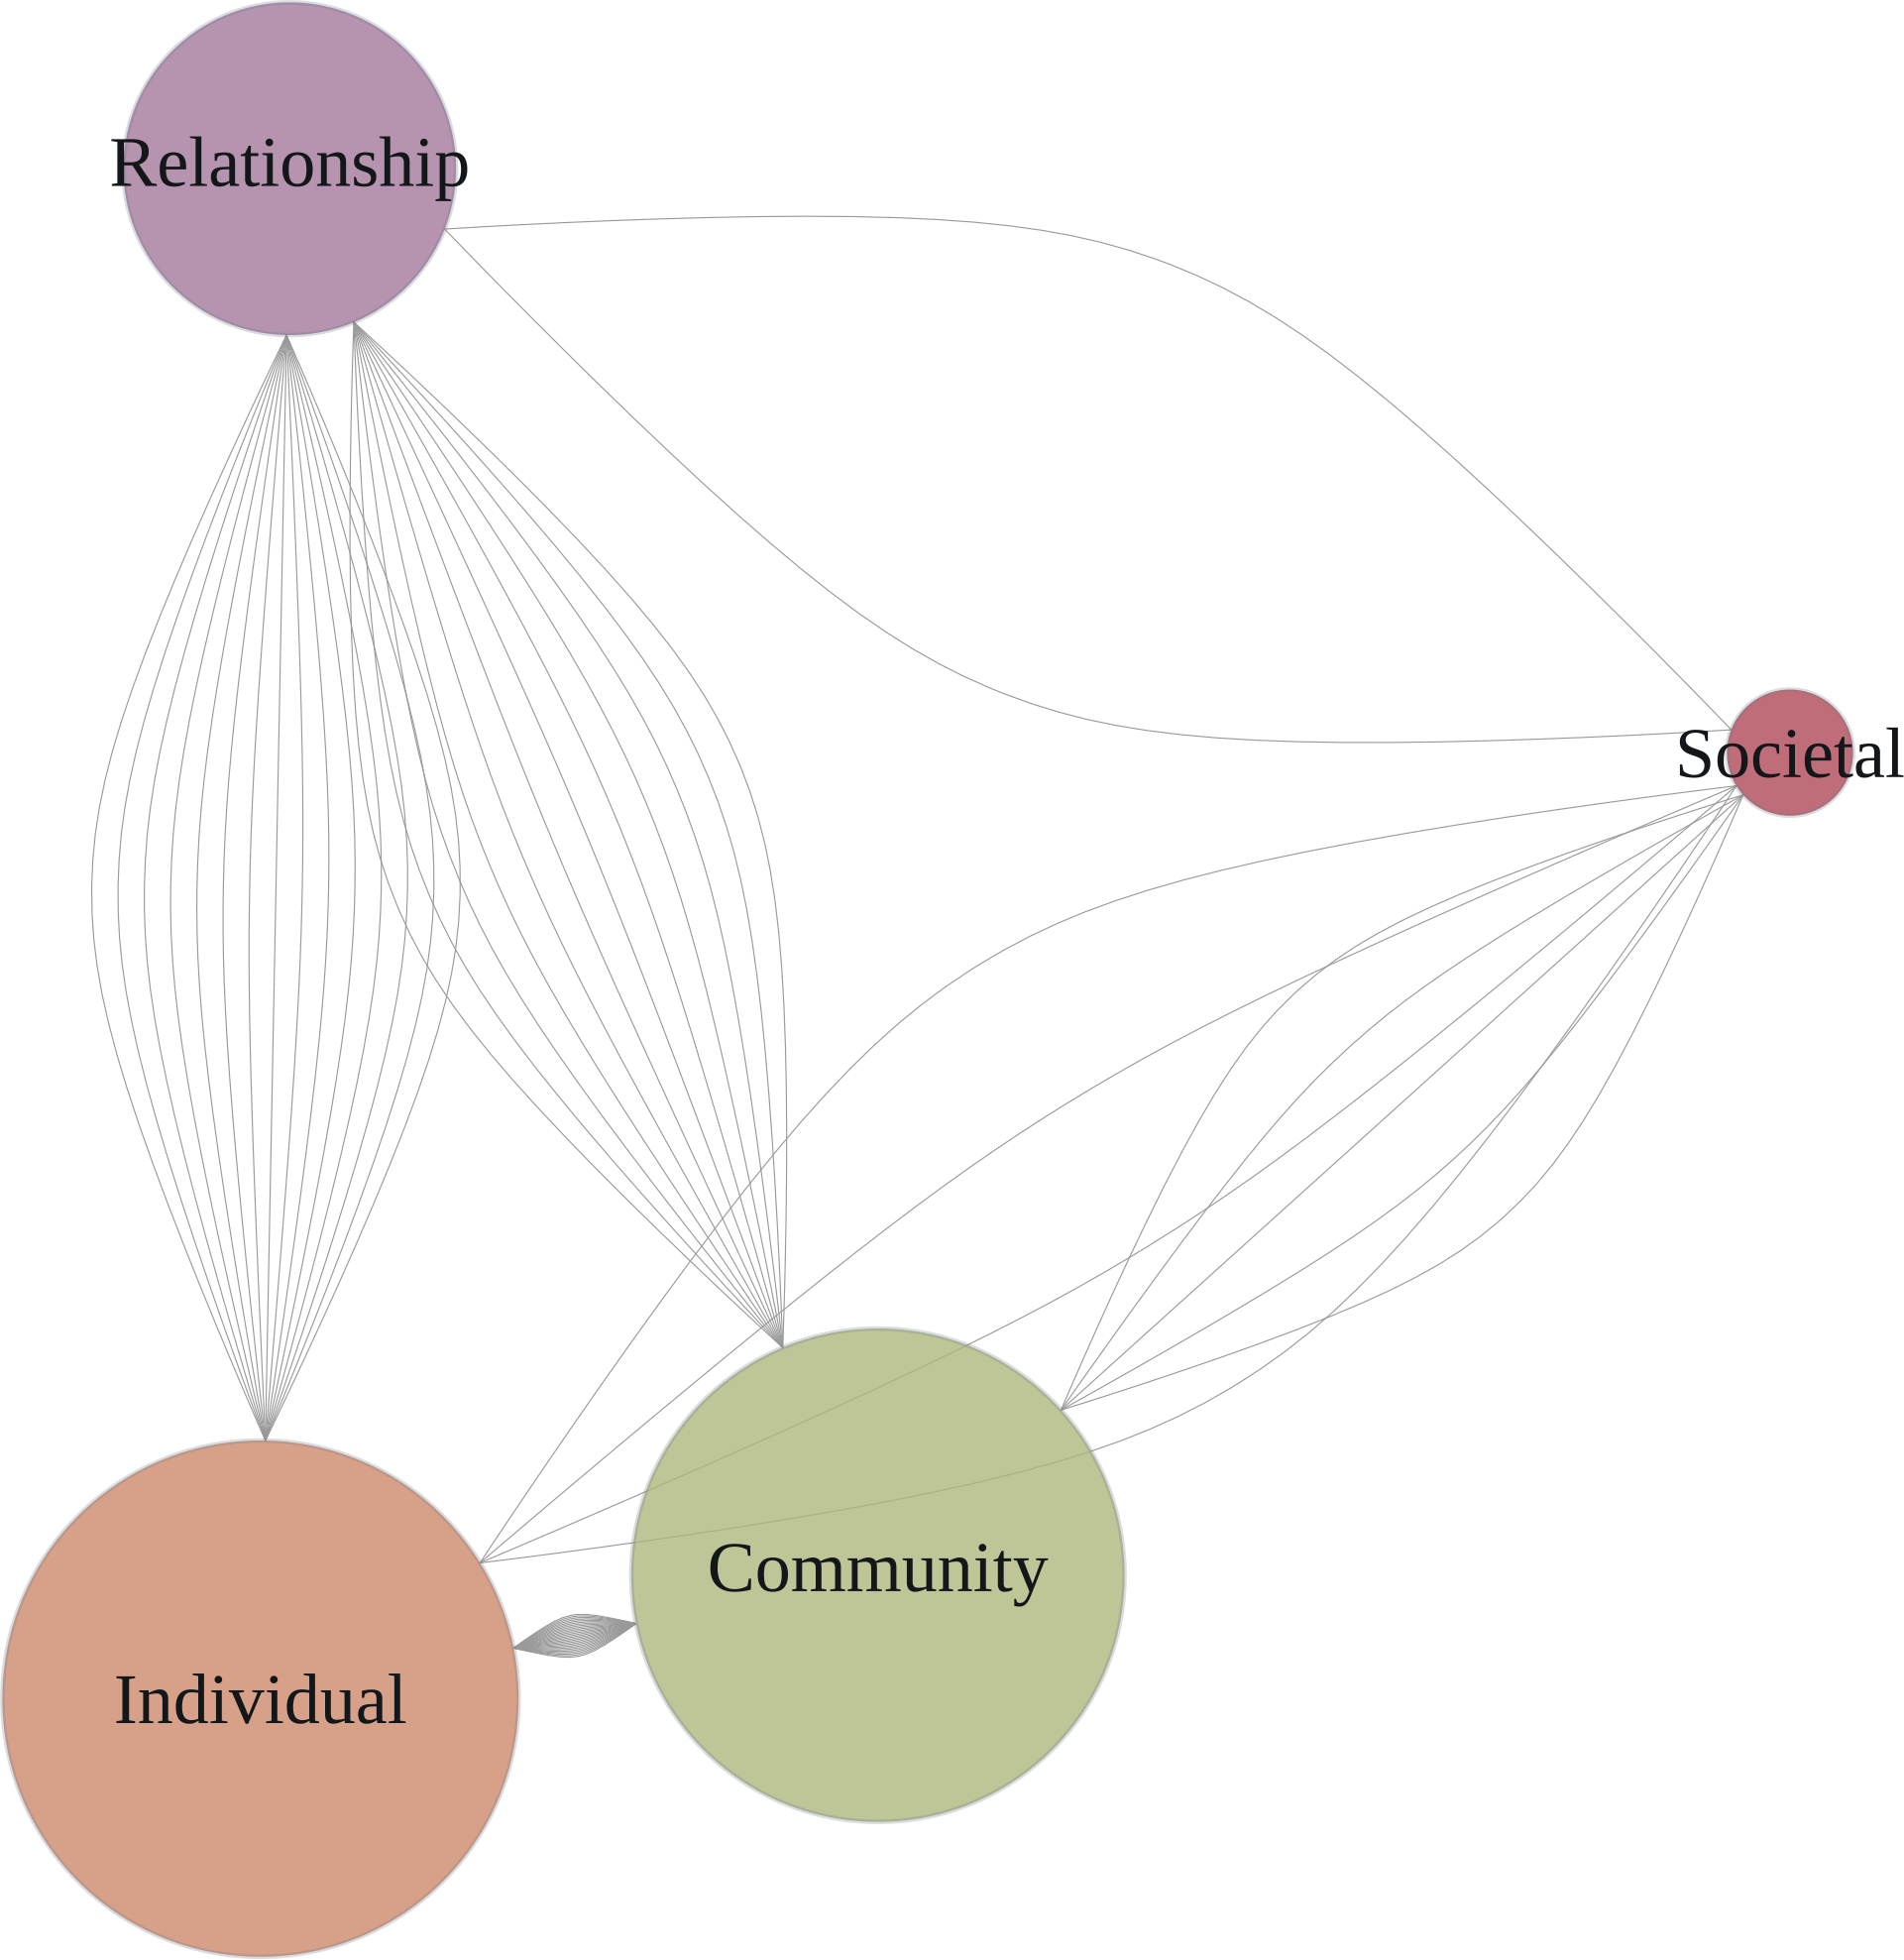 Relationship
Societal
Community
Individual